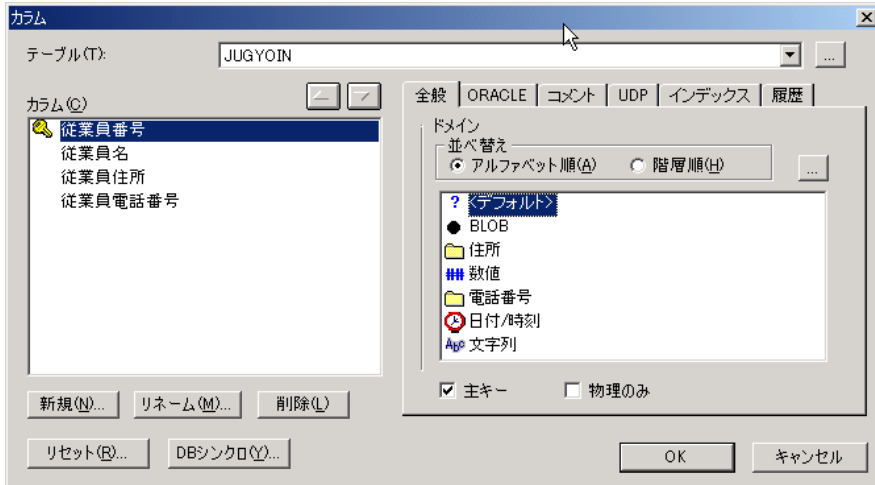 カラム
テーブル(T):
JUGYOIN
...
カラム(C)
全般
ORACLE
コメント
UDP
インデックス
履歴
従業員番号
従業員名
従業員住所
従業員電話番号
ドメイン
並べ替え
アルファベット順(A)
階層順(H)
...
<デフォルト>
BLOB
住所
数値
電話番号
日付/時刻
文字列
主キー
物理のみ
新規(N)...
リネーム(M)...
削除(L)
リセット(R)...
DBシンクロ(Y)...
OK
キャンセル